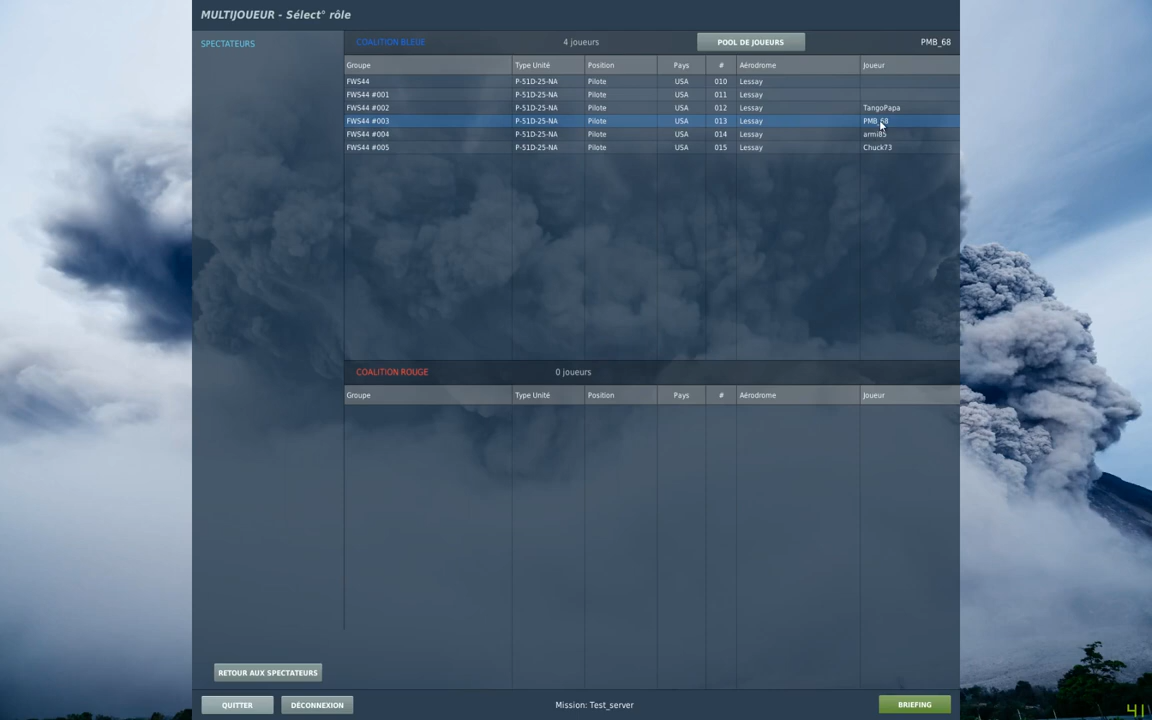 MULTIJOUEUR - Sélect° rôle
SPECTATEURS
COALITION BLEUE 4 joueurs POOL DE JOUEURS PMB_68
Groupe Type Unité Position Pays # Aérodrome Joueur
FWS44 P-51D-25-NA Pilote USA 010 Lessay
FWS44 #001 P-51D-25-NA Pilote USA 011 Lessay
FWS44 #002 P-51D-25-NA Pilote USA 012 Lessay TangoPapa
FWS44 #003 P-51D-25-NA Pilote USA 013 Lessay PMB_68
FWS44 #004 P-51D-25-NA Pilote USA 014 Lessay armi85
FWS44 #005 P-51D-25-NA Pilote USA 015 Lessay Chuck73
COALITION ROUGE 0 joueurs
Groupe Type Unité Position Pays # Aérodrome Joueur
RETOUR AUX SPECTATEURS
QUITTER DÉCONNEXION Mission: Test_server BRIEFING
41